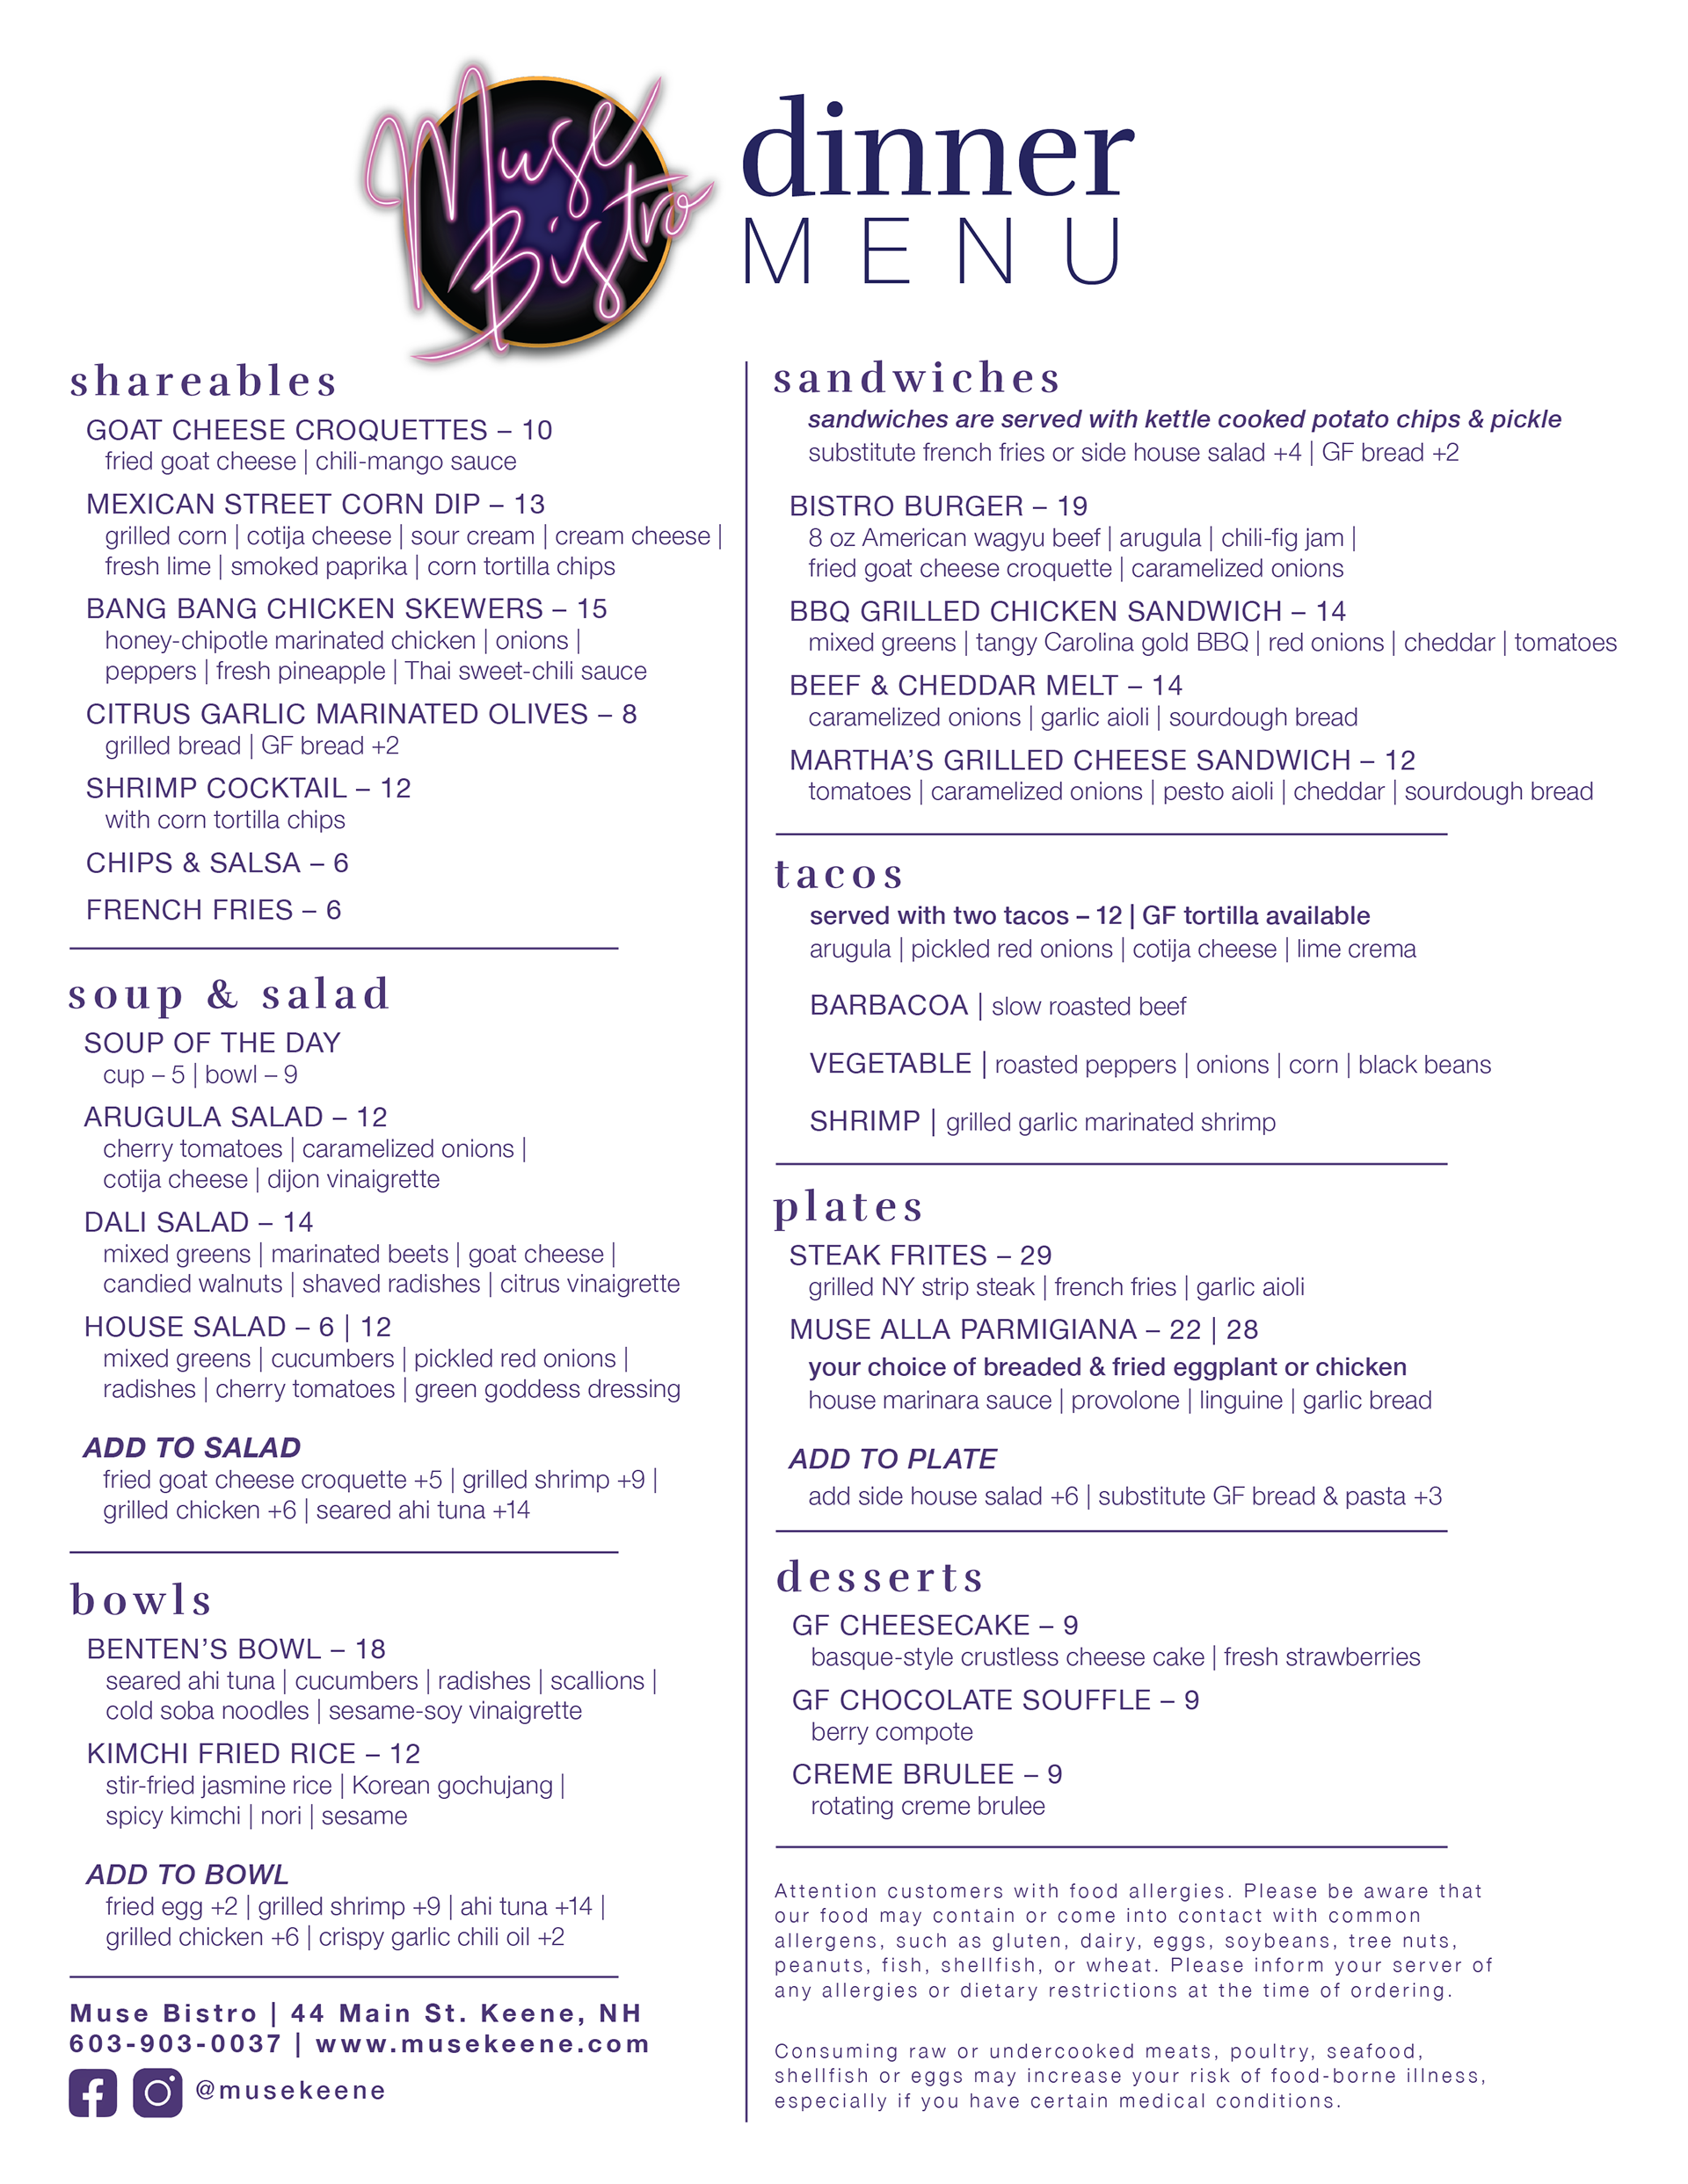 Muse
Bistro
dinner
MENU
shareables
GOAT CHEESE CROQUETTES – 10
fried goat cheese | chili-mango sauce
MEXICAN STREET CORN DIP – 13
grilled corn | cotija cheese | sour cream | cream cheese |
fresh lime | smoked paprika | corn tortilla chips
BANG BANG CHICKEN SKEWERS – 15
honey-chipotle marinated chicken | onions |
peppers | fresh pineapple | Thai sweet-chili sauce
CITRUS GARLIC MARINATED OLIVES – 8
grilled bread | GF bread +2
SHRIMP COCKTAIL – 12
with corn tortilla chips
CHIPS & SALSA – 6
FRENCH FRIES – 6
soup & salad
SOUP OF THE DAY
cup – 5 | bowl – 9
ARUGULA SALAD – 12
cherry tomatoes | caramelized onions |
cotija cheese | dijon vinaigrette
DALI SALAD – 14
mixed greens | marinated beets | goat cheese |
candied walnuts | shaved radishes | citrus vinaigrette
HOUSE SALAD – 6 | 12
mixed greens | cucumbers | pickled red onions |
radishes | cherry tomatoes | green goddess dressing
ADD TO SALAD
fried goat cheese croquette +5 | grilled shrimp +9 |
grilled chicken +6 | seared ahi tuna +14
bowls
BENTEN'S BOWL – 18
seared ahi tuna | cucumbers | radishes | scallions |
cold soba noodles | sesame-soy vinaigrette
KIMCHI FRIED RICE – 12
stir-fried jasmine rice | Korean gochujang |
spicy kimchi | nori | sesame
ADD TO BOWL
fried egg +2 | grilled shrimp +9 | ahi tuna +14 |
grilled chicken +6 | crispy garlic chili oil +2
Muse Bistro | 44 Main St. Keene, NH
603-903-0037 | www.musekeene.com
@musekeene
sandwiches
sandwiches are served with kettle cooked potato chips & pickle
substitute french fries or side house salad +4 | GF bread +2
BISTRO BURGER – 19
8 oz American wagyu beef | arugula | chili-fig jam |
fried goat cheese croquette | caramelized onions
BBQ GRILLED CHICKEN SANDWICH – 14
mixed greens | tangy Carolina gold BBQ | red onions | cheddar | tomatoes
BEEF & CHEDDAR MELT – 14
caramelized onions | garlic aioli | sourdough bread
MARTHA'S GRILLED CHEESE SANDWICH – 12
tomatoes | caramelized onions | pesto aioli | cheddar | sourdough bread
tacos
served with two tacos – 12 | GF tortilla available
arugula | pickled red onions | cotija cheese | lime crema
BARBACOA | slow roasted beef
VEGETABLE | roasted peppers | onions | corn | black beans
SHRIMP | grilled garlic marinated shrimp
plates
STEAK FRITES – 29
grilled NY strip steak | french fries | garlic aioli
MUSE ALLA PARMIGIANA – 22 | 28
your choice of breaded & fried eggplant or chicken
house marinara sauce | provolone | linguine | garlic bread
ADD TO PLATE
add side house salad +6 | substitute GF bread & pasta +3
desserts
GF CHEESECAKE – 9
basque-style crustless cheese cake | fresh strawberries
GF CHOCOLATE SOUFFLE – 9
berry compote
CREME BRULEE – 9
rotating creme brulee
Attention customers with food allergies. Please be aware that
our food may contain or come into contact with common
allergens, such as gluten, dairy, eggs, soybeans, tree nuts,
peanuts, fish, shellfish, or wheat. Please inform your server of
any allergies or dietary restrictions at the time of ordering.
Consuming raw or undercooked meats, poultry, seafood,
shellfish or eggs may increase your risk of food-borne illness,
especially if you have certain medical conditions.